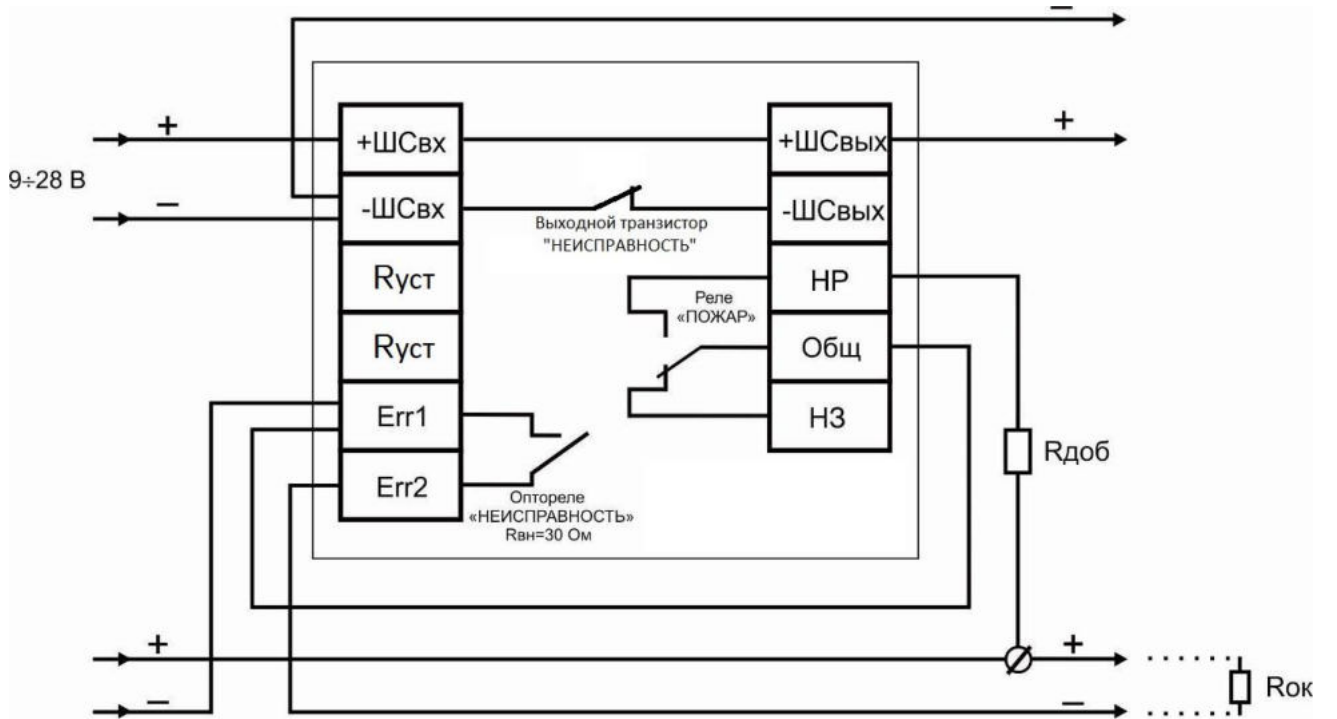 −
+
+
+ШСвх
+ШСвых
9÷28 В
−
-ШСвх
-ШСвых
Выходной транзистор
"НЕИСПРАВНОСТЬ"
Rуст
НР
Реле
«ПОЖАР»
Rуст
Общ
Err1
НЗ
Rдоб
Err2
Оптореле
«НЕИСПРАВНОСТЬ»
Rвн=30 Ом
+
+
−
−
Rок